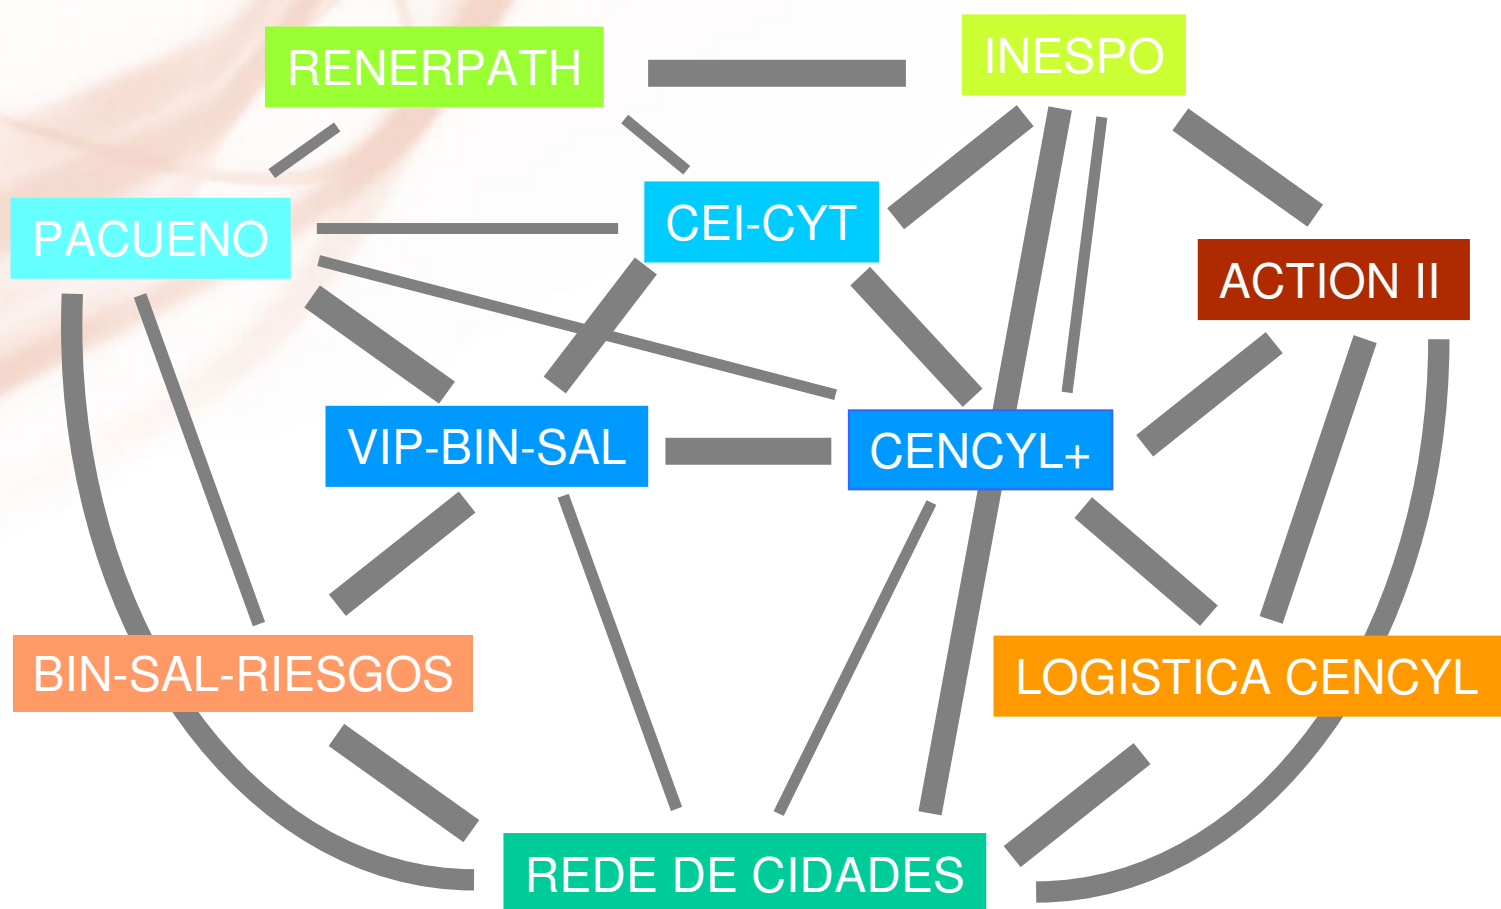 RENERPATH
INESPO
PACUENO
CEI-CYT
ACTION II
VIP-BIN-SAL
CENCYL+
BIN-SAL-RIESGOS
LOGISTICA CENCYL
REDE DE CIDADES